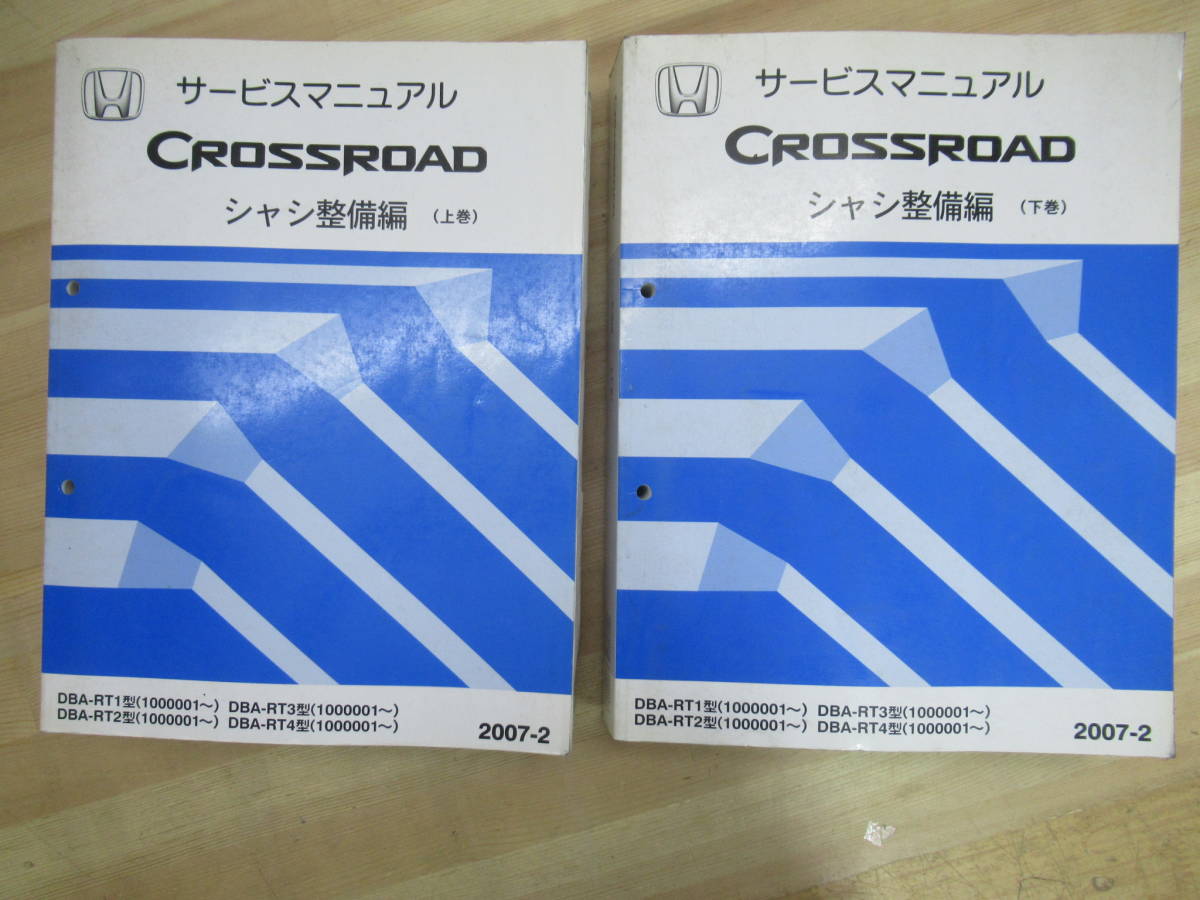 サービスマニュアル
CROSSROAD
シャシ整備編 (上巻)
DBA-RT1型(1000001〜) DBA-RT3型(1000001〜)
DBA-RT2型(1000001〜) DBA-RT4型(1000001〜)
2007-2
サービスマニュアル
CROSSROAD
シャシ整備編 (下巻)
DBA-RT1型(1000001〜) DBA-RT3型(1000001〜)
DBA-RT2型(1000001〜) DBA-RT4型(1000001〜)
2007-2